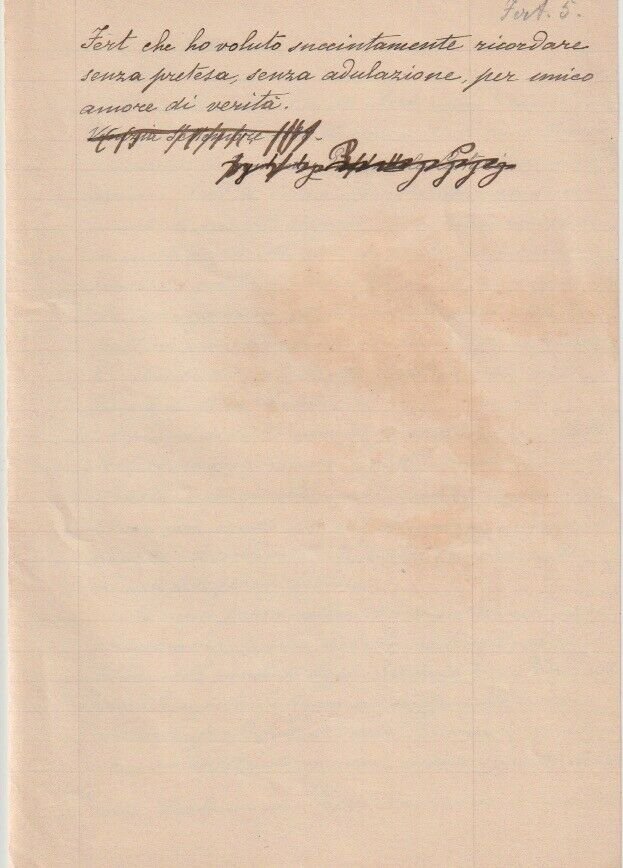 Fert. 5.
Fert che ho voluto succintamente ricordare
senza pretesa, senza adulazione, per unico
amore di verità.